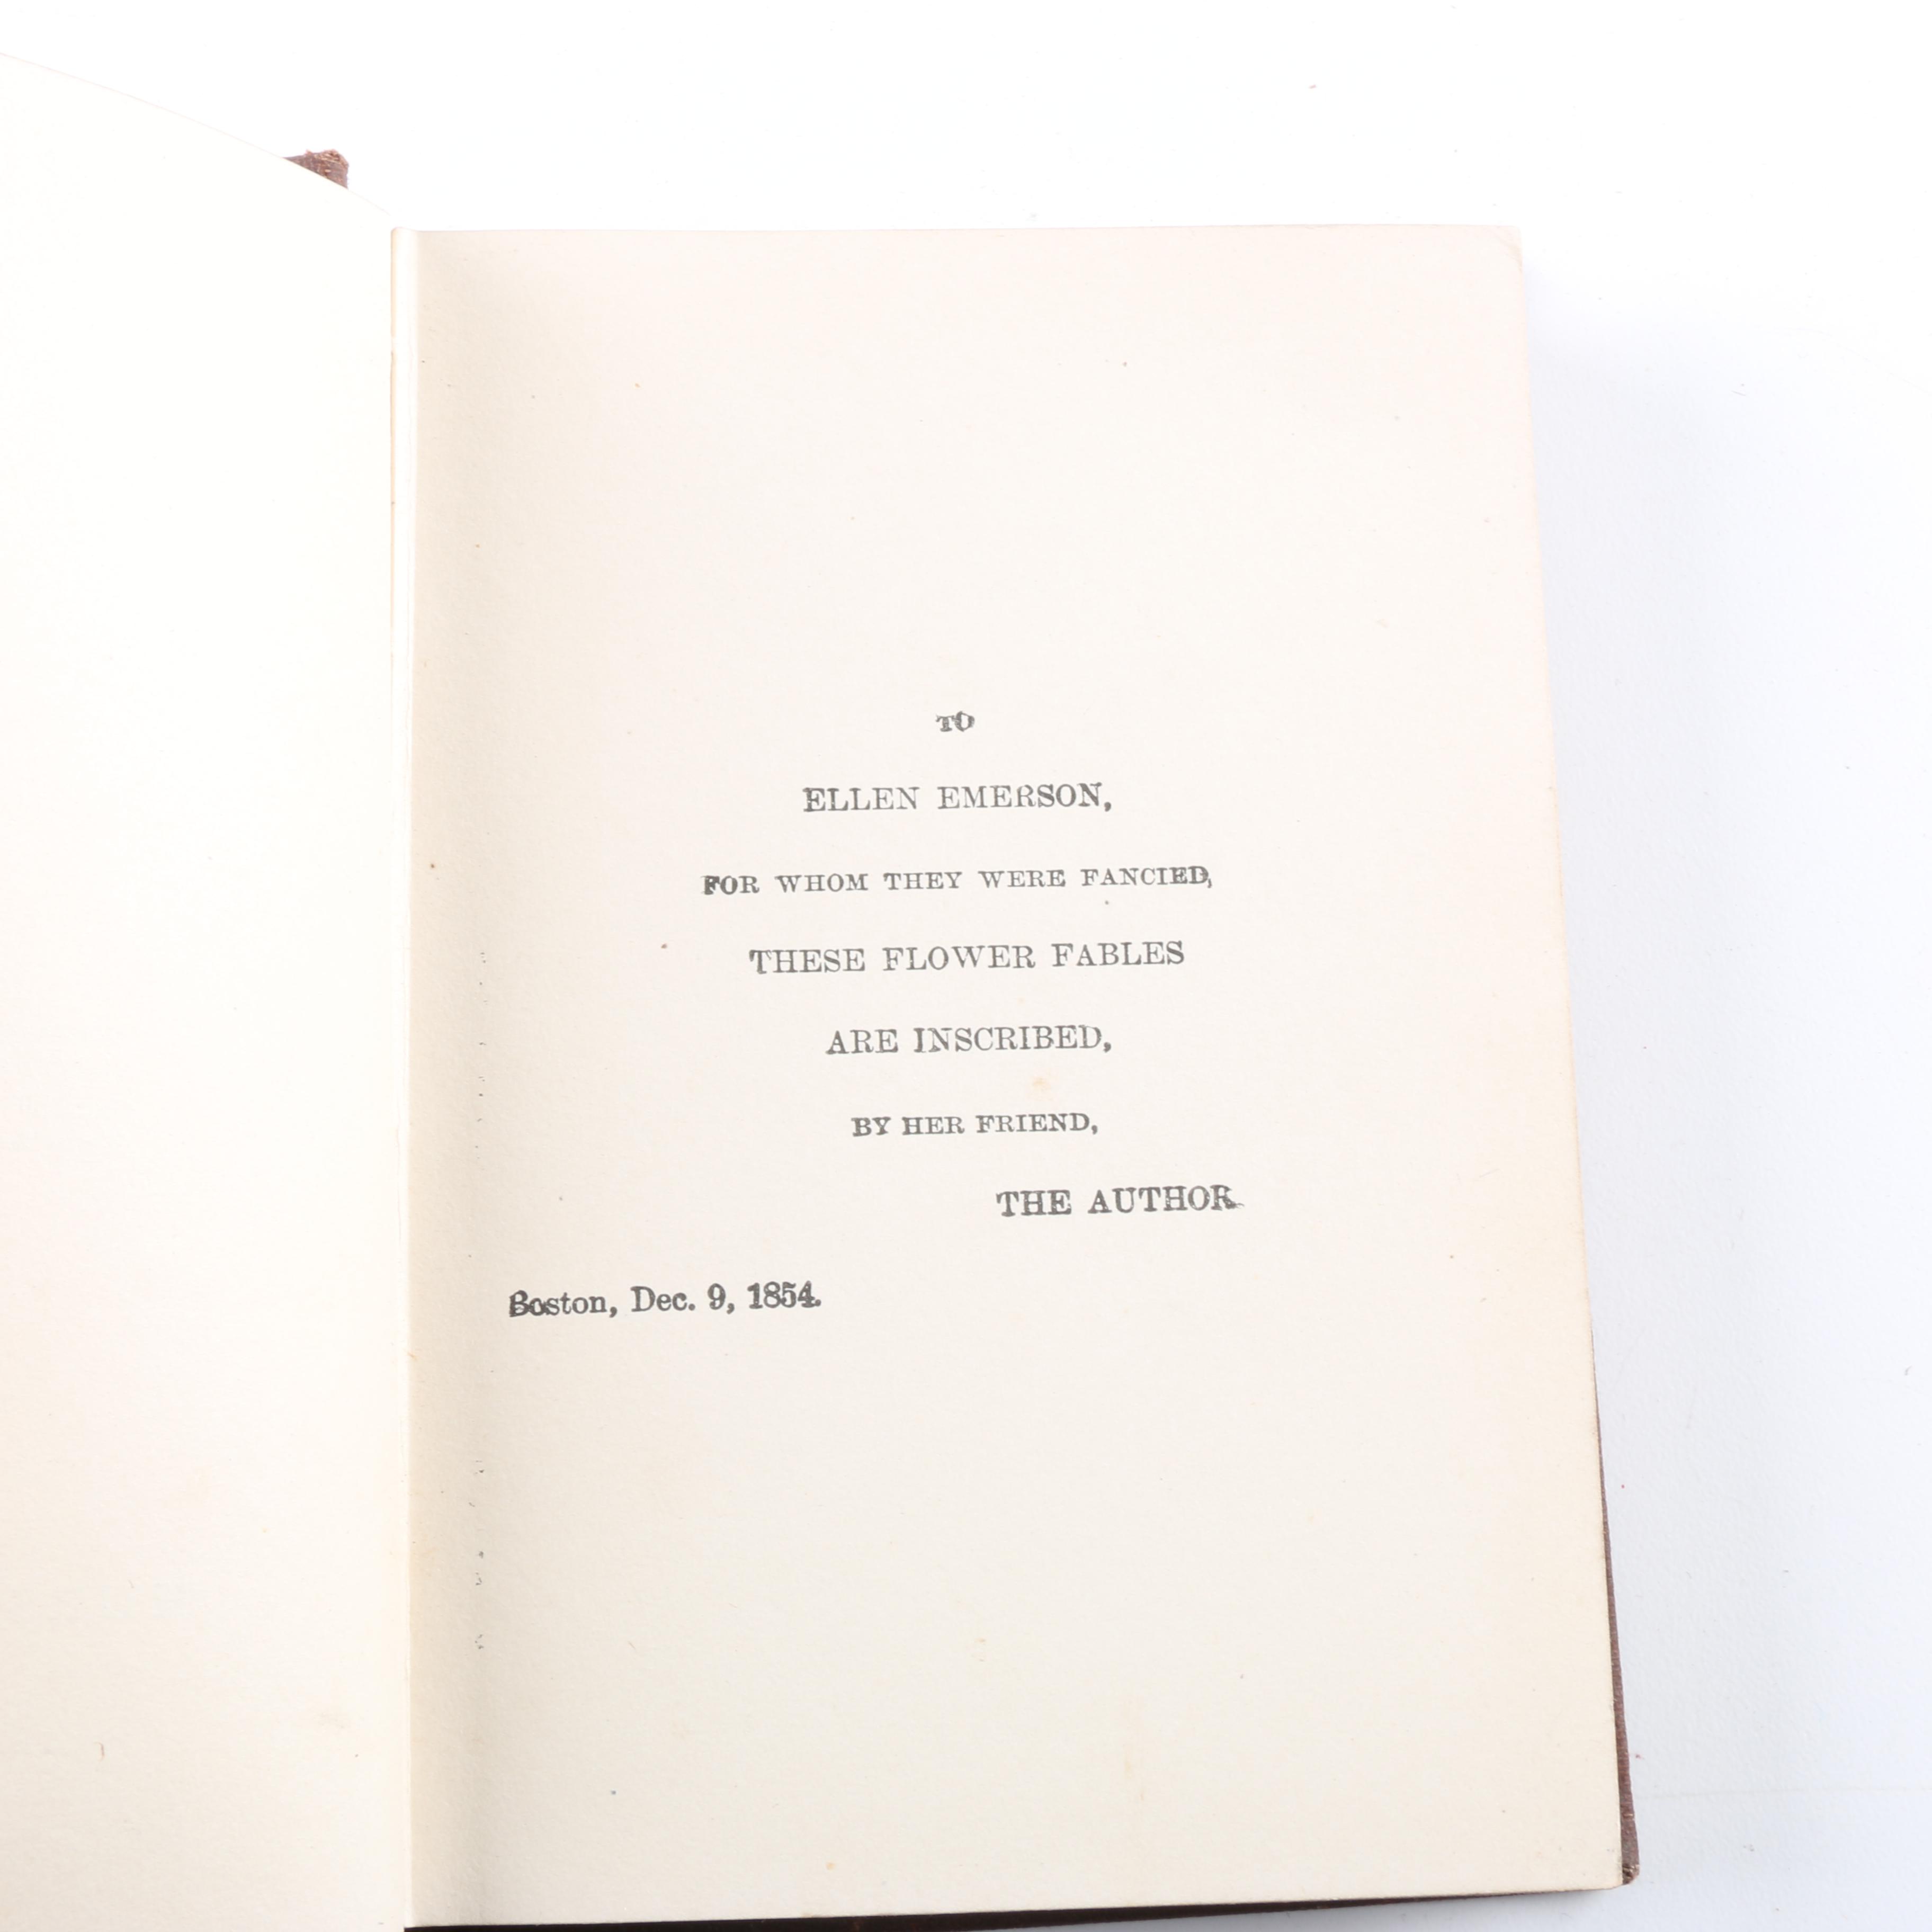 TO
ELLEN EMERSON,
FOR WHOM THEY WERE FANCIED,
THESE FLOWER FABLES
ARE INSCRIBED,
BY HER FRIEND,
THE AUTHOR.
Boston, Dec. 9, 1854.